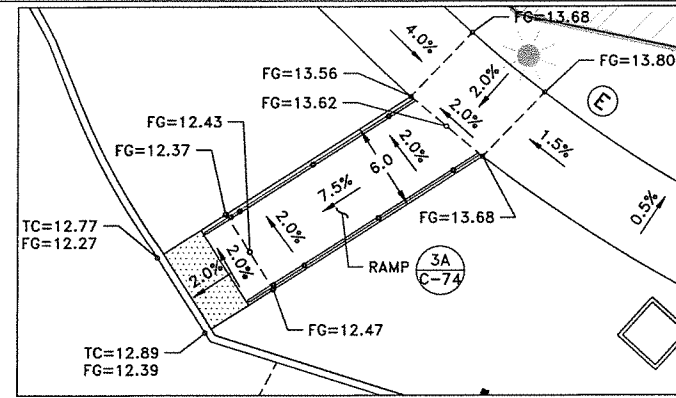 FG=13.68
4.0%
FG=13.80
FG=13.56
2.0%
E
FG=13.62
2.0%
FG=12.43
2.0%
1.5%
FG=12.37
6.0
7.5%
0.5%
TC=12.77
FG=12.27
2.0%
FG=13.68
2.0%
2.0%
RAMP
3A
C-74
FG=12.47
TC=12.89
FG=12.39